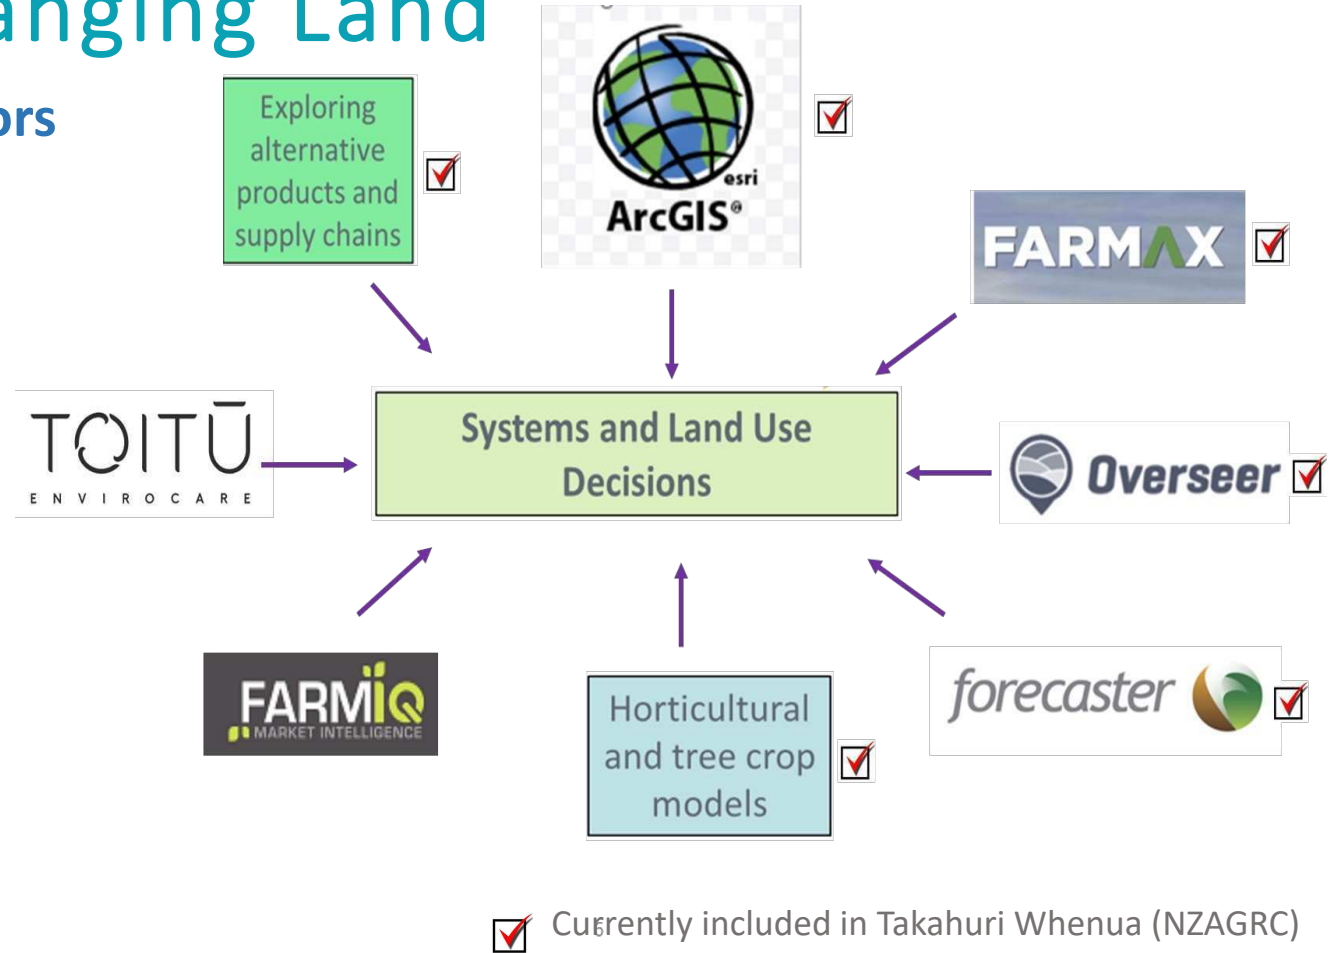 anging Land
ors
Exploring
alternative
products and
supply chains
esri
ArcGIS®
FARMAX
TOITŪ
ENVIROCARE
Systems and Land Use
Decisions
Overseer
FARMIQ
MARKET INTELLIGENCE
Horticultural
and tree crop
models
forecaster
Currently included in Takahuri Whenua (NZAGRC)
6